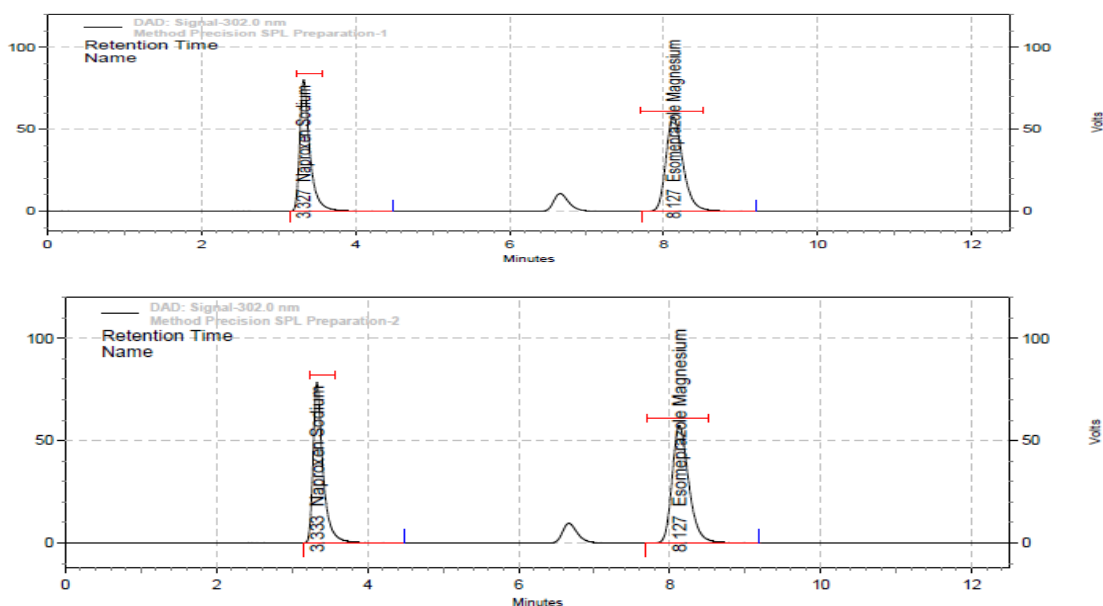 DAD: Signal-302.0 nm
Method Precision SPL Preparation-1
Retention Time
Name
100
50
0
3.327 Naproxen Sodium
8.127 Esomeprazole Magnesium
100
50
0
Volts
0 2 4 6 8 10 12
Minutes
DAD: Signal-302.0 nm
Method Precision SPL Preparation-2
Retention Time
Name
100
50
0
3.333 Naproxen Sodium
8.127 Esomeprazole Magnesium
100
50
0
Volts
0 2 4 6 8 10 12
Minutes